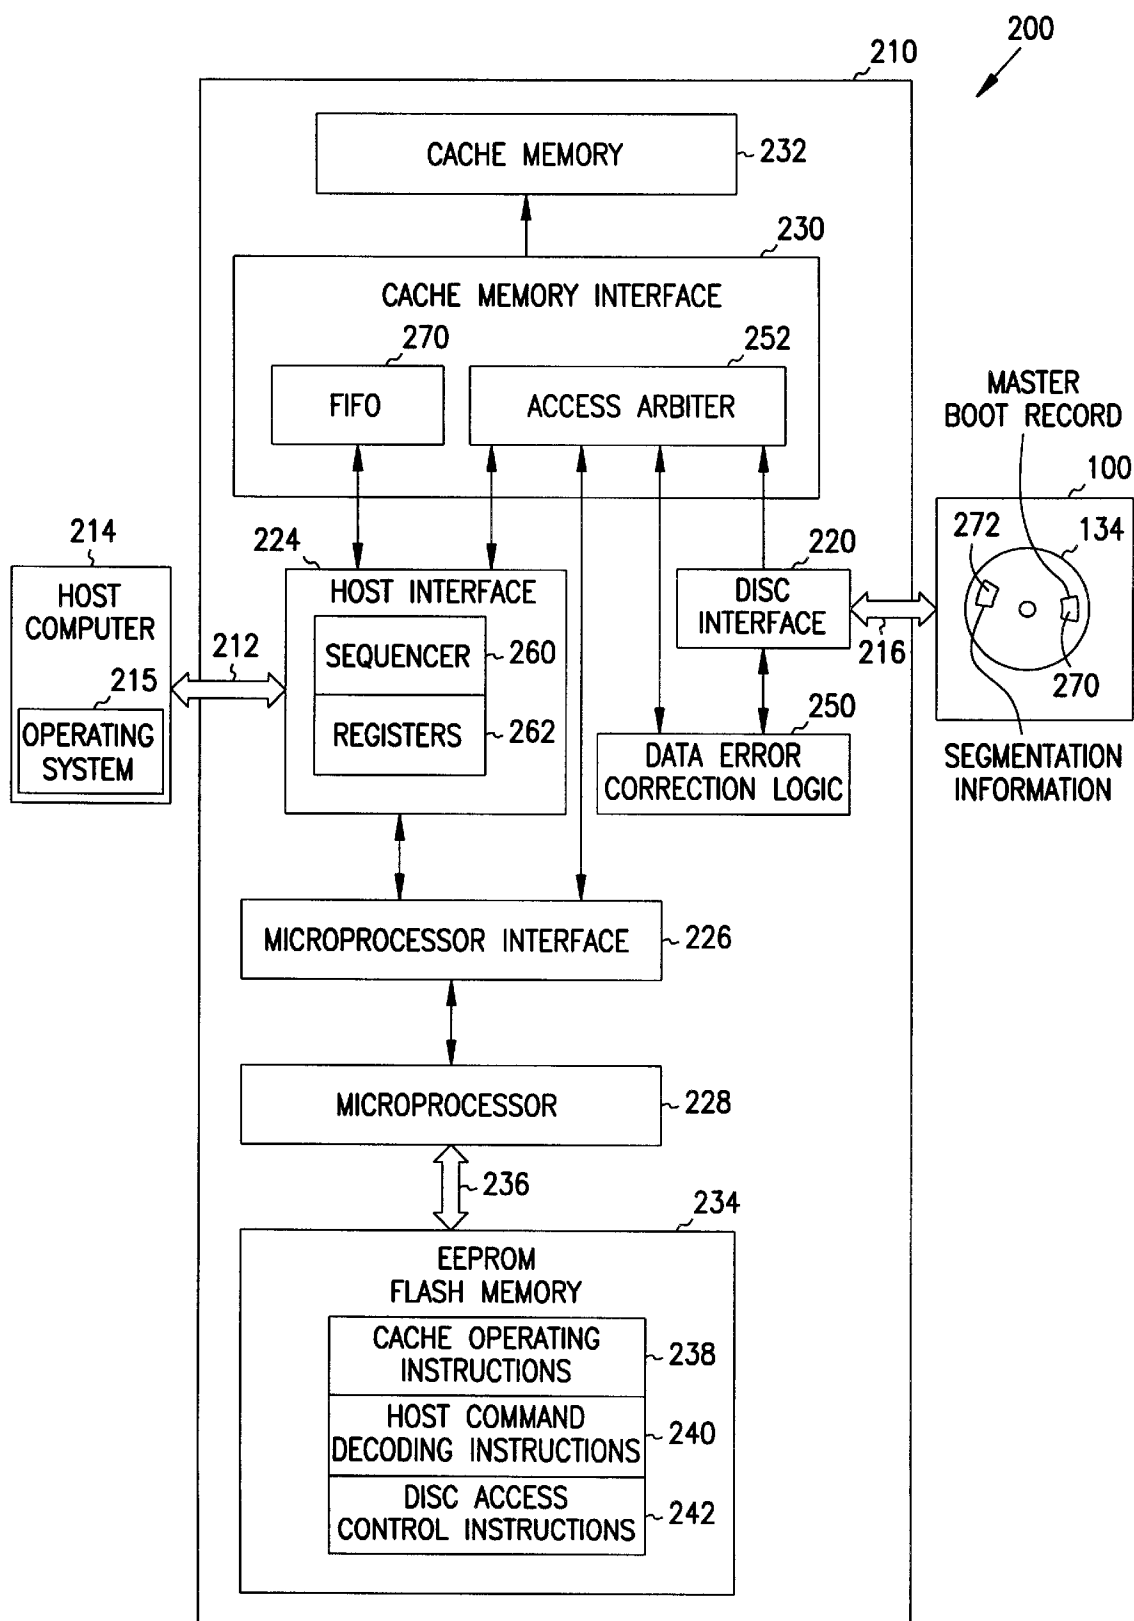 200
210
CACHE MEMORY
232
230
CACHE MEMORY INTERFACE
270
252
FIFO
ACCESS ARBITER
MASTER
BOOT RECORD
100
214
224
220
272
134
HOST
COMPUTER
HOST INTERFACE
DISC
INTERFACE
SEQUENCER
260
212
216
215
270
REGISTERS
262
250
OPERATING
SYSTEM
DATA ERROR
CORRECTION LOGIC
SEGMENTATION
INFORMATION
MICROPROCESSOR INTERFACE
226
MICROPROCESSOR
228
236
234
EEPROM
FLASH MEMORY
CACHE OPERATING
INSTRUCTIONS
238
HOST COMMAND
DECODING INSTRUCTIONS
240
DISC ACCESS
CONTROL INSTRUCTIONS
242